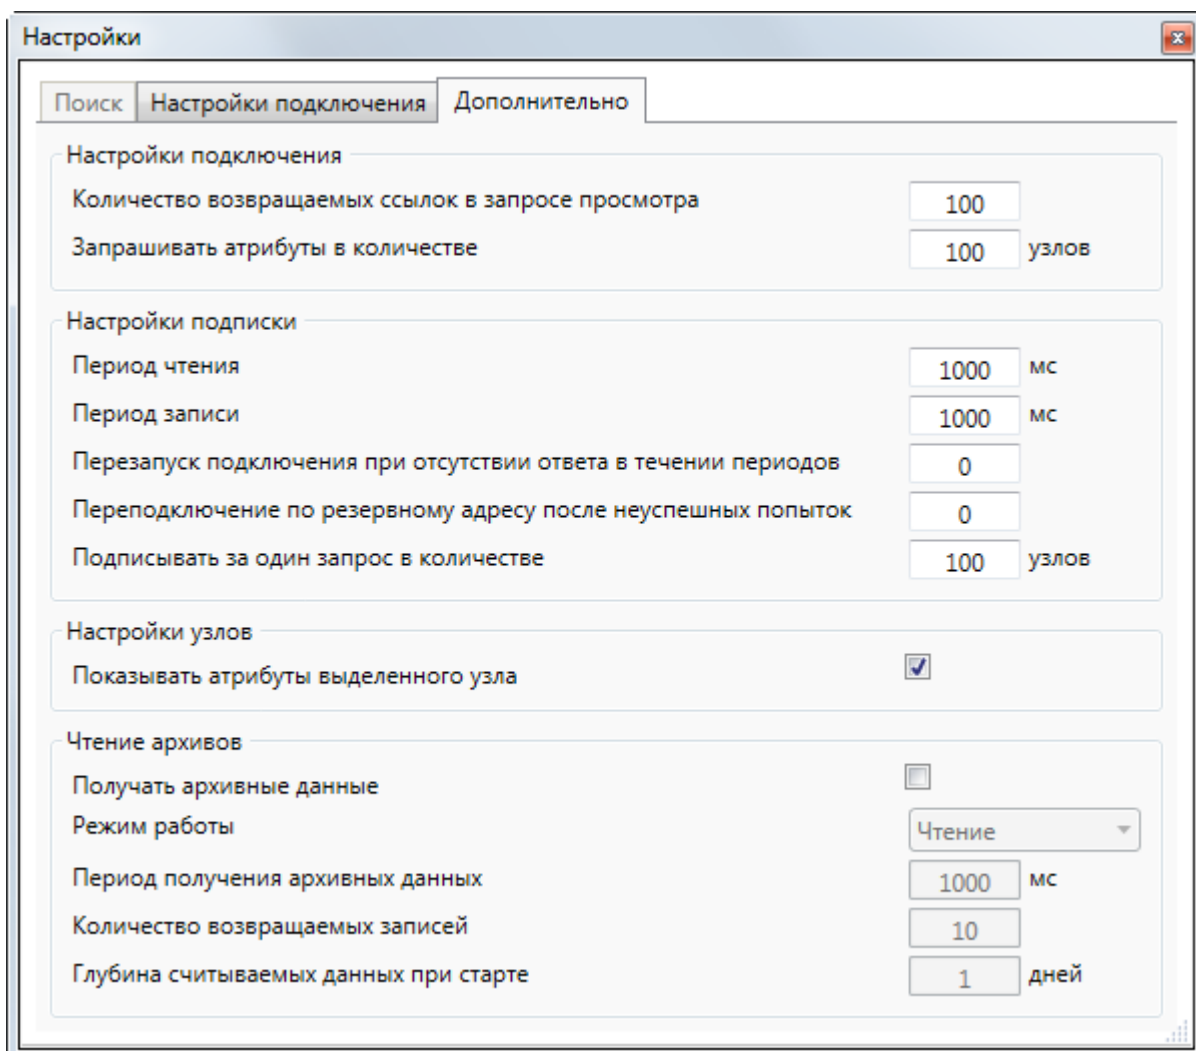 Настройки
Поиск Настройки подключения Дополнительно
Настройки подключения
Количество возвращаемых ссылок в запросе просмотра 100
Запрашивать атрибуты в количестве 100 узлов
Настройки подписки
Период чтения 1000 мс
Период записи 1000 мс
Перезапуск подключения при отсутствии ответа в течении периодов 0
Переподключение по резервному адресу после неуспешных попыток 0
Подписывать за один запрос в количестве 100 узлов
Настройки узлов
Показывать атрибуты выделенного узла
Чтение архивов
Получать архивные данные
Режим работы Чтение
Период получения архивных данных 1000 мс
Количество возвращаемых записей 10
Глубина считываемых данных при старте 1 дней